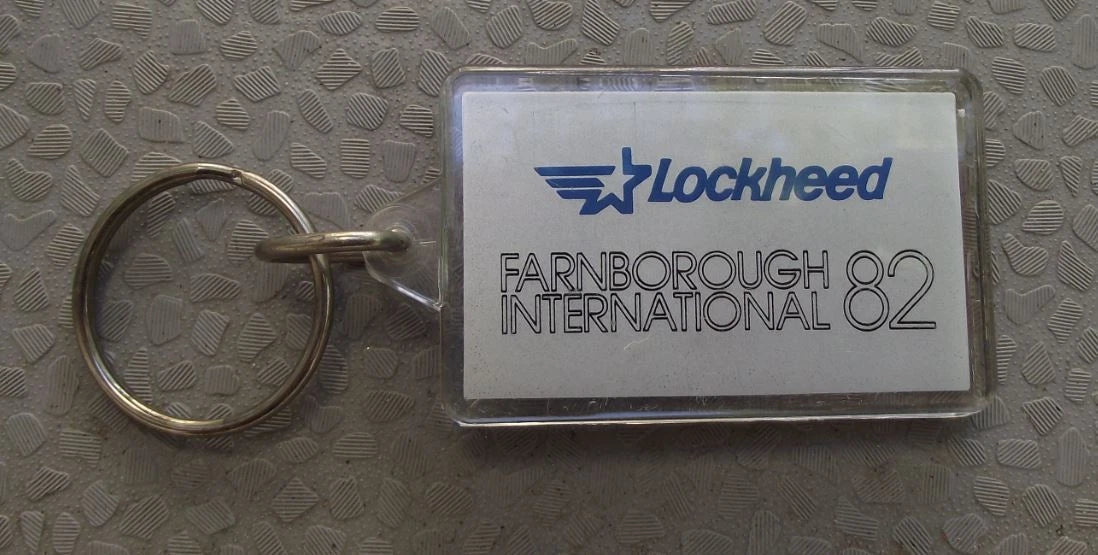 Lockheed
FARNBOROUGH
INTERNATIONAL 82